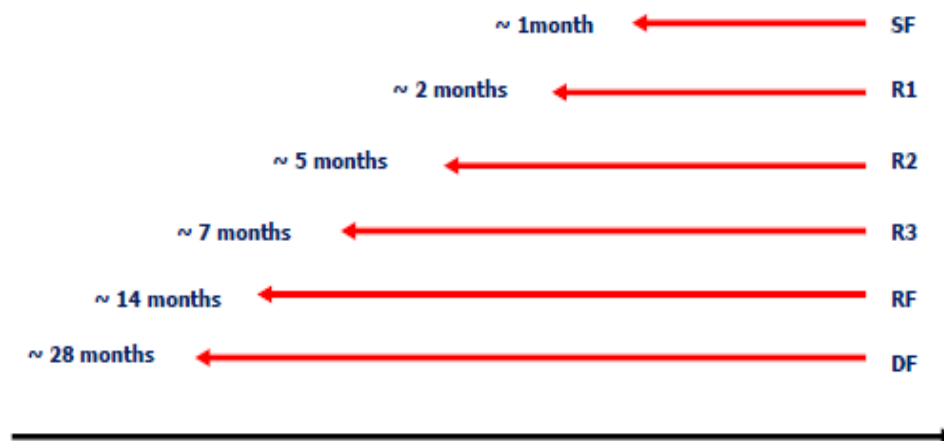 ~ 1month SF
~ 2 months R1
~ 5 months R2
~ 7 months R3
~ 14 months RF
~ 28 months DF